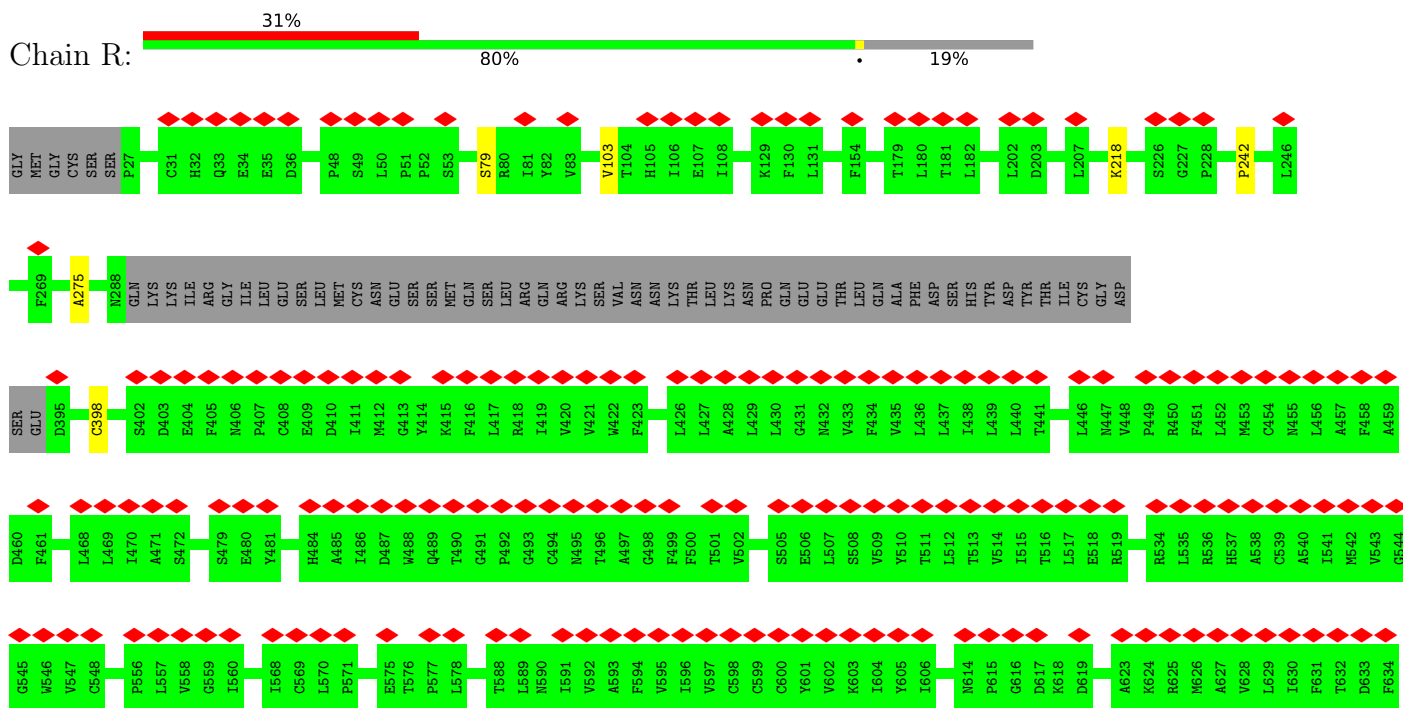 31%
Chain R:
80% • 19%
GLY MET GLY CYS SER SER P27 C31 H32 Q33 E34 E35 D36 P48 S49 L50 P51 P52 S53 S79 R80 I81 Y82 V83 V103 T104 H105 I106 E107 I108 K129 F130 L131 F154 T179 L180 T181 L182 L202 D203 L207 K218 S226 G227 P228 P242 L246
F269 A275 N288 GLN LYS LYS ILE ARG GLY ILE LEU GLU SER LEU MET CYS ASN GLU SER SER MET GLN SER LEU ARG GLN ARG LYS SER VAL ASN ASN LYS THR LEU LYS ASN PRO GLN GLU GLU THR LEU GLN ALA PHE ASP SER HIS TYR ASP TYR THR ILE CYS GLY ASP
SER GLU D395 C398 S402 D403 E404 F405 N406 P407 C408 E409 D410 I411 M412 G413 Y414 K415 F416 L417 R418 I419 V420 V421 W422 F423 L426 L427 A428 L429 L430 G431 N432 V433 F434 V435 L436 L437 I438 L439 L440 T441 L446 N447 V448 P449 R450 F451 L452 M453 C454 N455 L456 A457 F458 A459
D460 F461 L468 L469 I470 A471 S472 S479 E480 Y481 H484 A485 I486 D487 W488 Q489 T490 G491 P492 G493 C494 N495 T496 A497 G498 F499 F500 T501 V502 S505 E506 L507 S508 V509 Y510 T511 L512 T513 V514 I515 T516 L517 E518 R519 R534 L535 R536 H537 A538 C539 A540 I541 M542 V543 G544
G545 W546 V547 C548 P556 L557 V558 G559 I560 I568 C569 L570 P571 E575 T576 P577 L578 T588 L589 N590 I591 V592 A593 F594 V595 I596 V597 C598 C599 C600 Y601 V602 K603 I604 Y605 I606 N614 P615 G616 D617 K618 D619 A623 K624 R625 M626 A627 V628 L629 I630 F631 T632 D633 F634